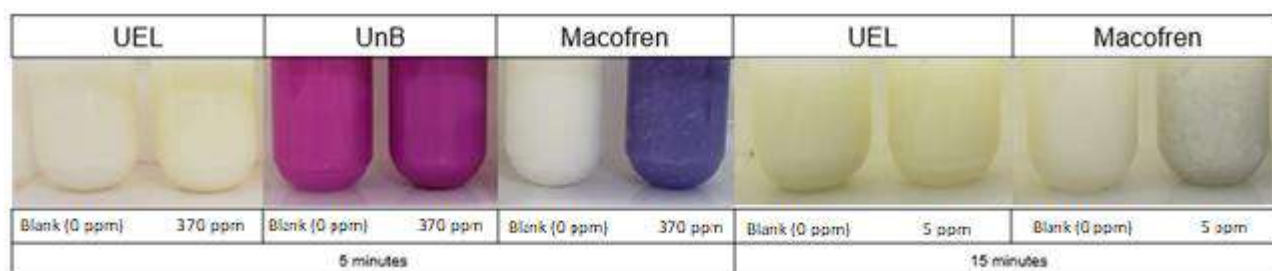 UEL UnB Macofren UEL Macofren
Blank (0 ppm) 370 ppm Blank (0 ppm) 370 ppm Blank (0 ppm) 370 ppm Blank (0 ppm) 5 ppm Blank (0 ppm) 5 ppm
5 minutes 15 minutes